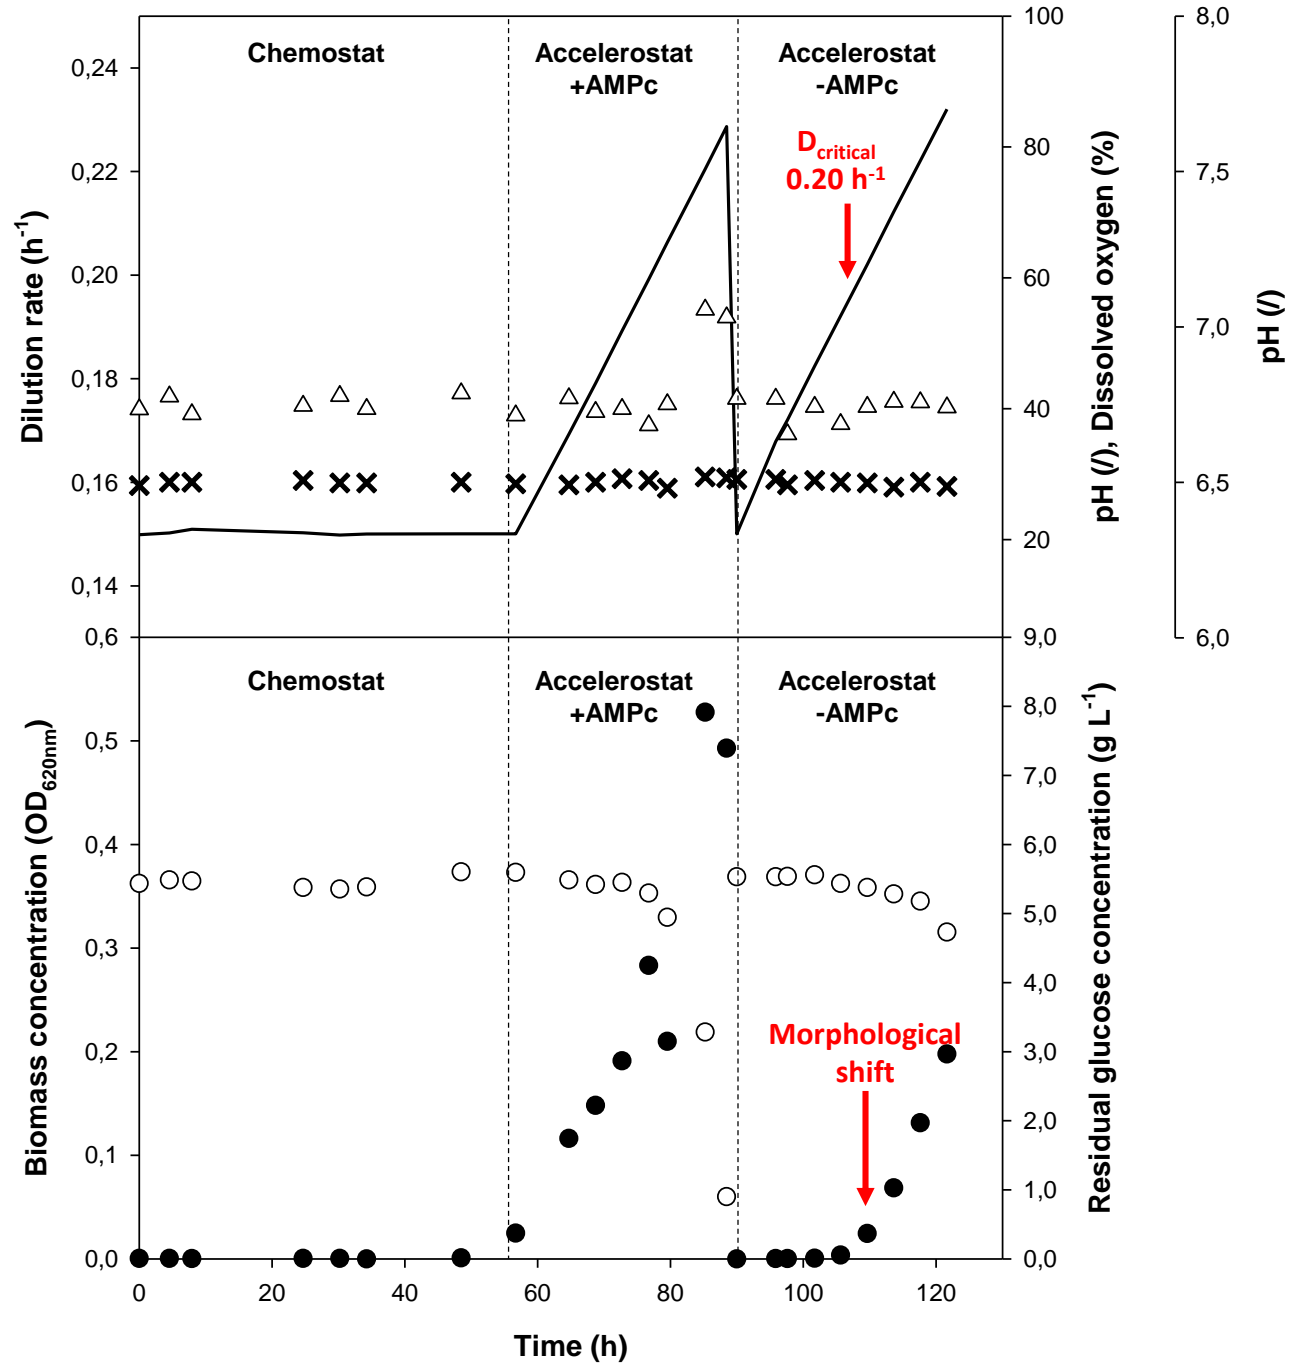 Chemostat
Accelerostat
+AMPc
Accelerostat
-AMPc
D_critical
0.20 h^-1
0,24
0,22
0,20
0,18
0,16
0,14
0,6
Dilution rate (h^-1)
100
80
60
40
20
9,0
pH (/), Dissolved oxygen (%)
8,0
7,5
7,0
6,5
6,0
pH (/)
Chemostat
Accelerostat
+AMPc
Accelerostat
-AMPc
Morphological
shift
0,5
0,4
0,3
0,2
0,1
0,0
Biomass concentration (OD_620nm)
8,0
7,0
6,0
5,0
4,0
3,0
2,0
1,0
0,0
Residual glucose concentration (g L^-1)
0 20 40 60 80 100 120
Time (h)